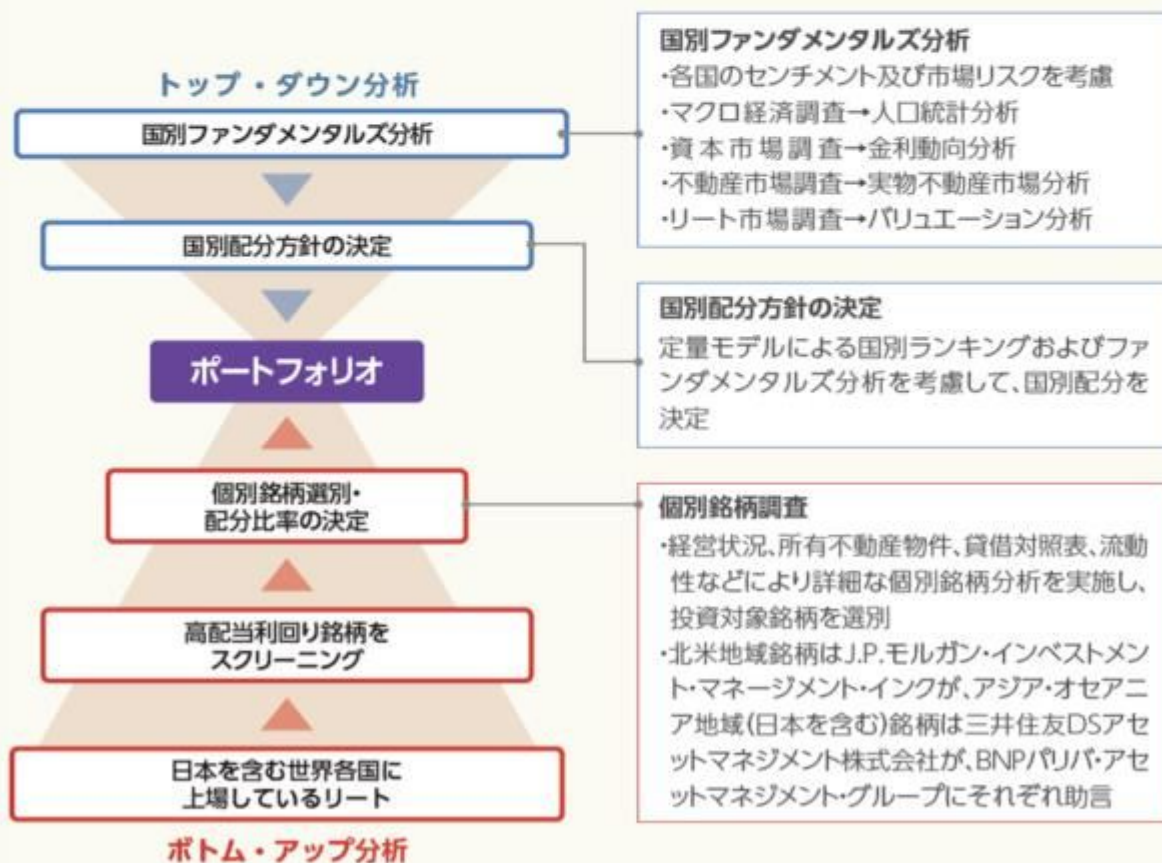 トップ・ダウン分析
国別ファンダメンタルズ分析
国別配分方針の決定
ポートフォリオ
個別銘柄選別・
配分比率の決定
高配当利回り銘柄を
スクリーニング
日本を含む世界各国に
上場しているリート
ボトム・アップ分析
国別ファンダメンタルズ分析
・各国のセンチメント及び市場リスクを考慮
・マクロ経済調査→人口統計分析
・資本市場調査→金利動向分析
・不動産市場調査→実物不動産市場分析
・リート市場調査→バリュエーション分析
国別配分方針の決定
定量モデルによる国別ランキングおよびファ
ンダメンタルズ分析を考慮して、国別配分を
決定
個別銘柄調査
・経営状況、所有不動産物件、貸借対照表、流動
性などにより詳細な個別銘柄分析を実施し、
投資対象銘柄を選別
・北米地域銘柄はJ.P.モルガン・インベストメン
ト・マネージメント・インクが、アジア・オセアニ
ア地域(日本を含む)銘柄は三井住友DSアセ
ットマネジメント株式会社が、BNPパリバ・アセ
ットマネジメント・グループにそれぞれ助言